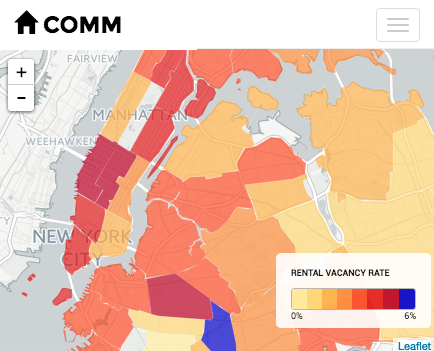 COMM
+
-
FAIRVIEW
MANHATTAN
WEEHAWKEN
NEW YORK
CITY
RENTAL VACANCY RATE
0% 6%
Leaflet